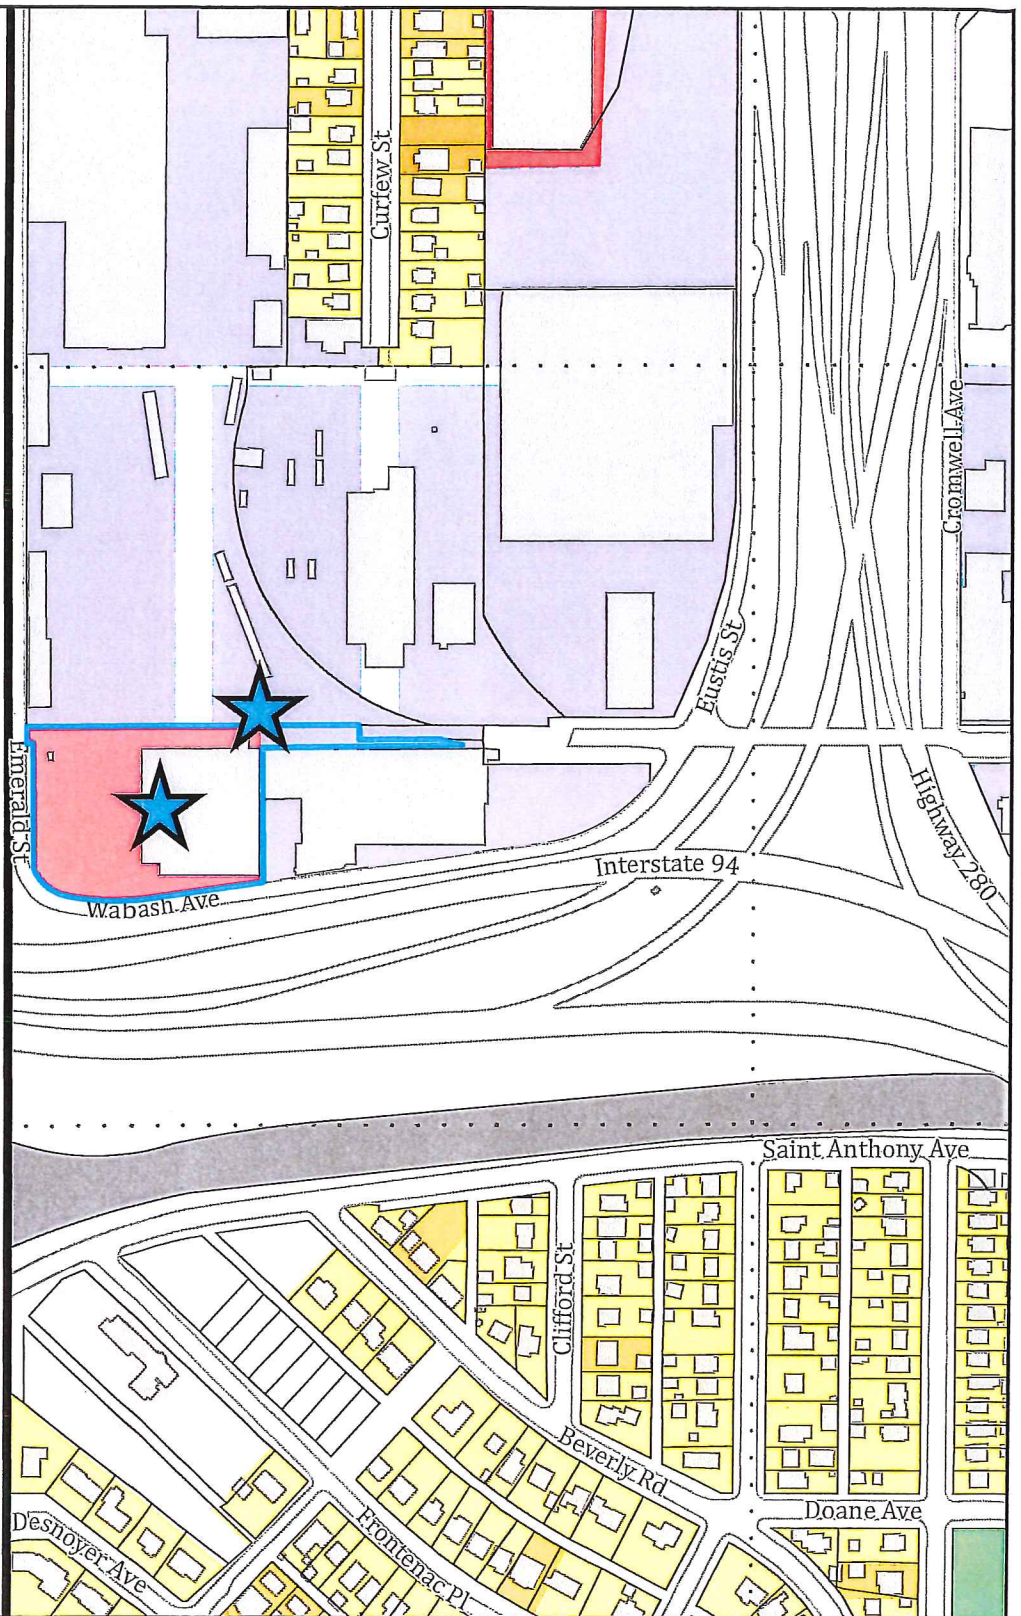 Curfew St
Cromwell Ave
Eustis St
Emerald St
Highway 280
Interstate 94
Wabash Ave
Saint Anthony Ave
Clifford St
Beverly Rd
Doane Ave
Frontenac Pl
Desnoyer Ave